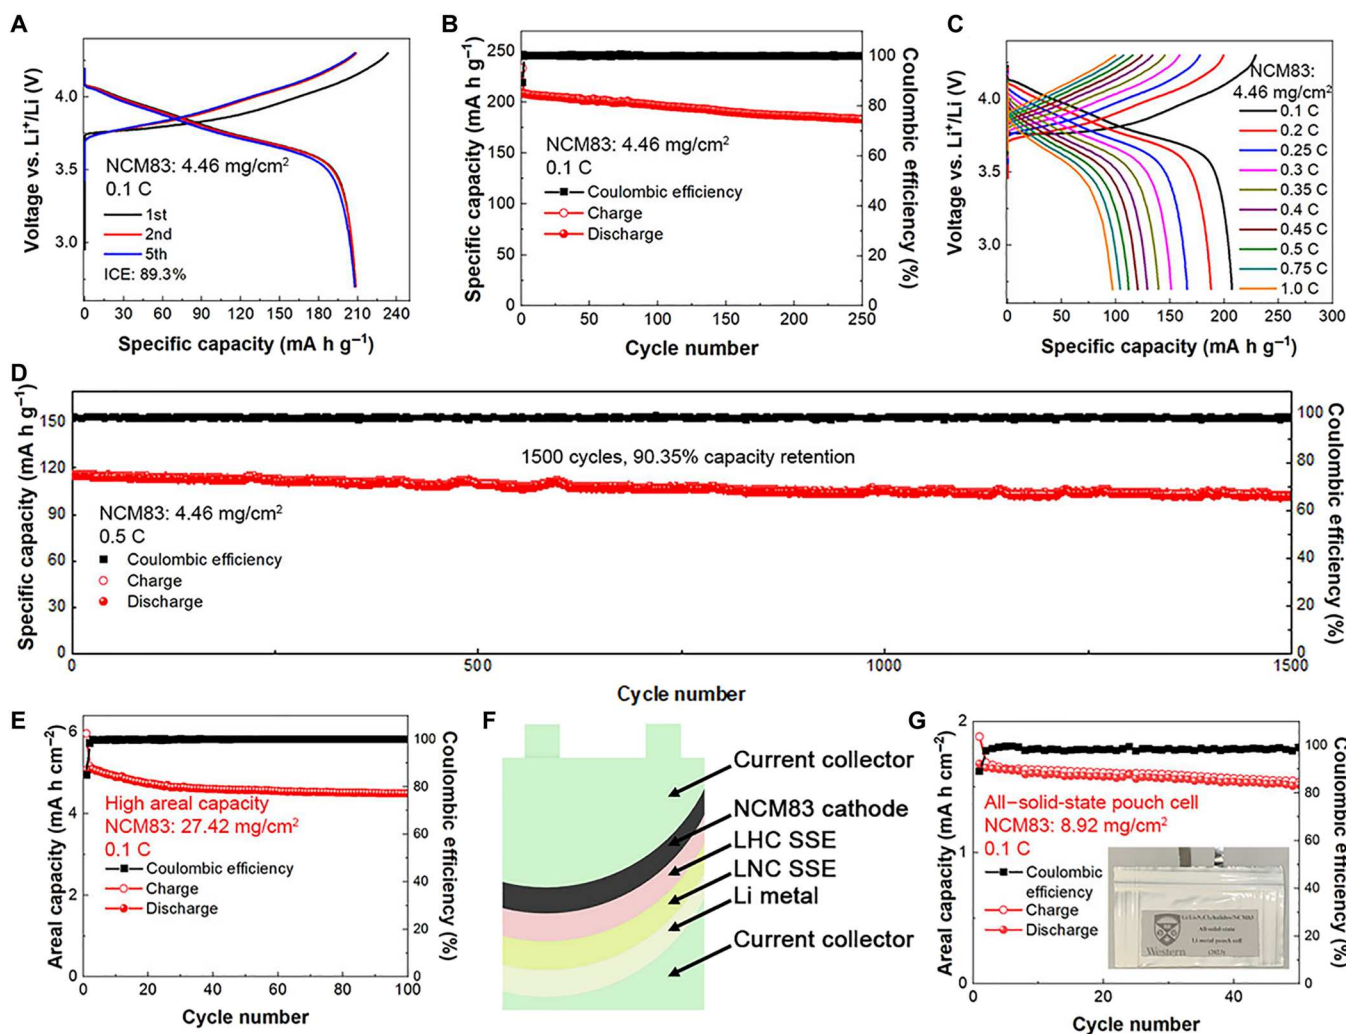 A
Voltage vs. Li⁺/Li (V)
4.0
3.5
3.0
NCM83: 4.46 mg/cm²
0.1 C
1st
2nd
5th
ICE: 89.3%
0 30 60 90 120 150 180 210 240
Specific capacity (mA h g⁻¹)
B
Specific capacity (mA h g⁻¹)
250
200
150
100
50
0
NCM83: 4.46 mg/cm²
0.1 C
Coulombic efficiency
Charge
Discharge
100
80
60
40
20
0
Coulombic efficiency (%)
0 50 100 150 200 250
Cycle number
C
Voltage vs. Li⁺/Li (V)
4.0
3.5
3.0
NCM83:
4.46 mg/cm²
0.1 C
0.2 C
0.25 C
0.3 C
0.35 C
0.4 C
0.45 C
0.5 C
0.75 C
1.0 C
0 50 100 150 200 250 300
Specific capacity (mA h g⁻¹)
D
Specific capacity (mA h g⁻¹)
150
120
90
60
30
0
1500 cycles, 90.35% capacity retention
NCM83: 4.46 mg/cm²
0.5 C
Coulombic efficiency
Charge
Discharge
100
80
60
40
20
0
Coulombic efficiency (%)
0 500 1000 1500
Cycle number
E
Areal capacity (mA h cm⁻²)
6
4
2
0
High areal capacity
NCM83: 27.42 mg/cm²
0.1 C
Coulombic efficiency
Charge
Discharge
100
80
60
40
20
0
Coulombic efficiency (%)
0 20 40 60 80 100
Cycle number
F
Current collector
NCM83 cathode
LHC SSE
LNC SSE
Li metal
Current collector
G
Areal capacity (mA h cm⁻²)
2
1
0
All–solid-state pouch cell
NCM83: 8.92 mg/cm²
0.1 C
Coulombic
efficiency
Charge
Discharge
All-solid-state
Li metal pouch cell
Western
(2023)
100
80
60
40
20
0
Coulombic efficiency (%)
0 20 40
Cycle number